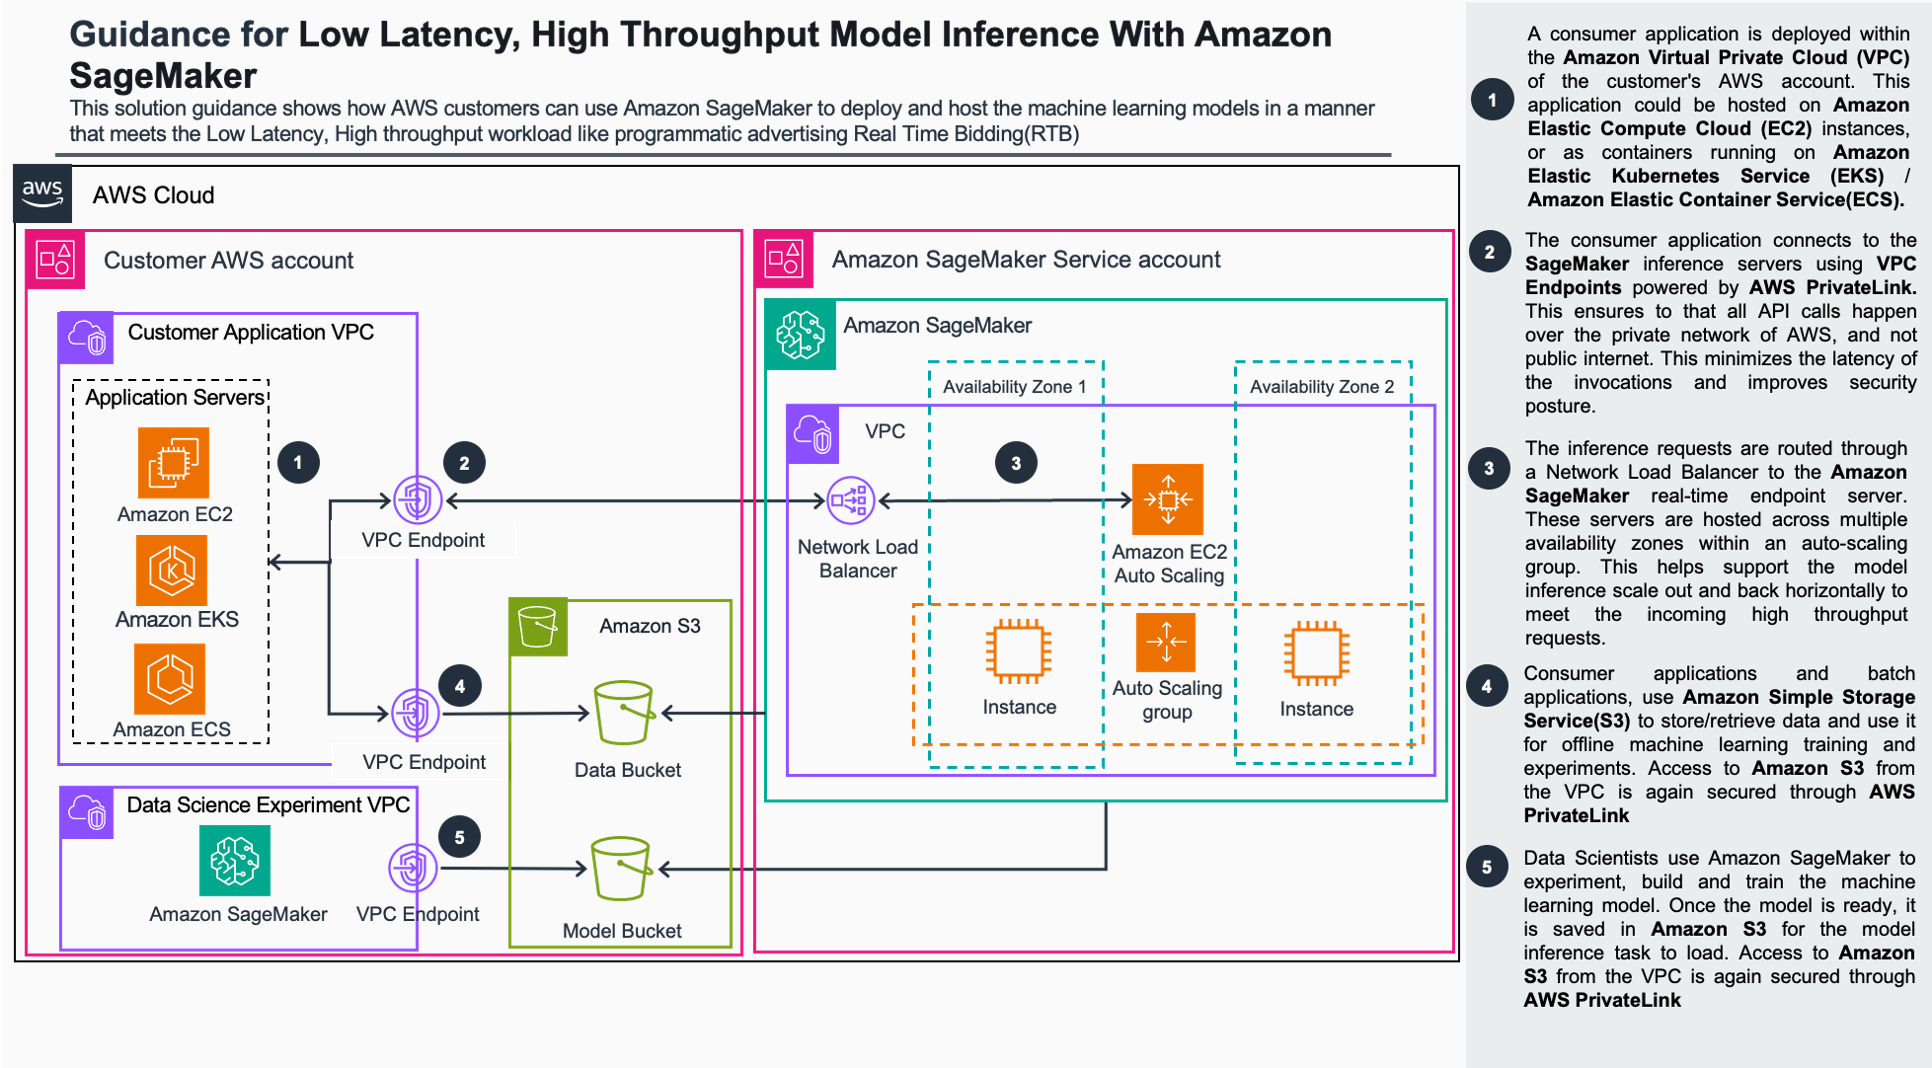 Guidance for Low Latency, High Throughput Model Inference With Amazon
SageMaker
This solution guidance shows how AWS customers can use Amazon SageMaker to deploy and host the machine learning models in a manner
that meets the Low Latency, High throughput workload like programmatic advertising Real Time Bidding(RTB)
aws
AWS Cloud
Customer AWS account
Customer Application VPC
Application Servers
Amazon EC2
Amazon EKS
Amazon ECS
1
2
VPC Endpoint
4
VPC Endpoint
Data Science Experiment VPC
Amazon SageMaker
5
VPC Endpoint
Amazon S3
Data Bucket
Model Bucket
Amazon SageMaker Service account
Amazon SageMaker
Availability Zone 1
Availability Zone 2
VPC
3
Network Load
Balancer
Amazon EC2
Auto Scaling
Instance
Auto Scaling
group
Instance
1
A consumer application is deployed within
the Amazon Virtual Private Cloud (VPC)
of the customer's AWS account. This
application could be hosted on Amazon
Elastic Compute Cloud (EC2) instances,
or as containers running on Amazon
Elastic Kubernetes Service (EKS) /
Amazon Elastic Container Service(ECS).
2
The consumer application connects to the
SageMaker inference servers using VPC
Endpoints powered by AWS PrivateLink.
This ensures to that all API calls happen
over the private network of AWS, and not
public internet. This minimizes the latency of
the invocations and improves security
posture.
3
The inference requests are routed through
a Network Load Balancer to the Amazon
SageMaker real-time endpoint server.
These servers are hosted across multiple
availability zones within an auto-scaling
group. This helps support the model
inference scale out and back horizontally to
meet the incoming high throughput
requests.
4
Consumer applications and batch
applications, use Amazon Simple Storage
Service(S3) to store/retrieve data and use it
for offline machine learning training and
experiments. Access to Amazon S3 from
the VPC is again secured through AWS
PrivateLink
5
Data Scientists use Amazon SageMaker to
experiment, build and train the machine
learning model. Once the model is ready, it
is saved in Amazon S3 for the model
inference task to load. Access to Amazon
S3 from the VPC is again secured through
AWS PrivateLink